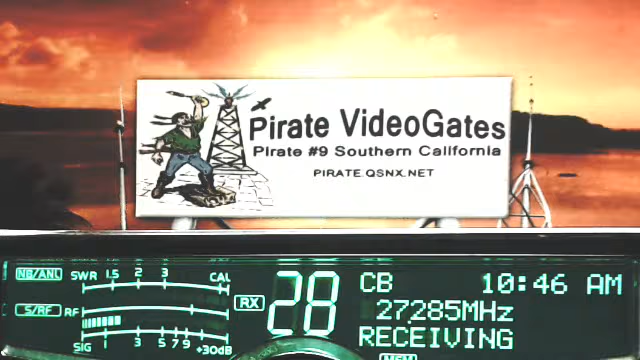 Pirate VideoGates
Pirate #9 Southern California
PIRATE.QSNX.NET
NB/ANL SWR 1.5 2 3 CAL
S/RF RF
SIG 1 3 5 7 9 +30dB
RX 28
CB 10:46 AM
27285MHz
RECEIVING